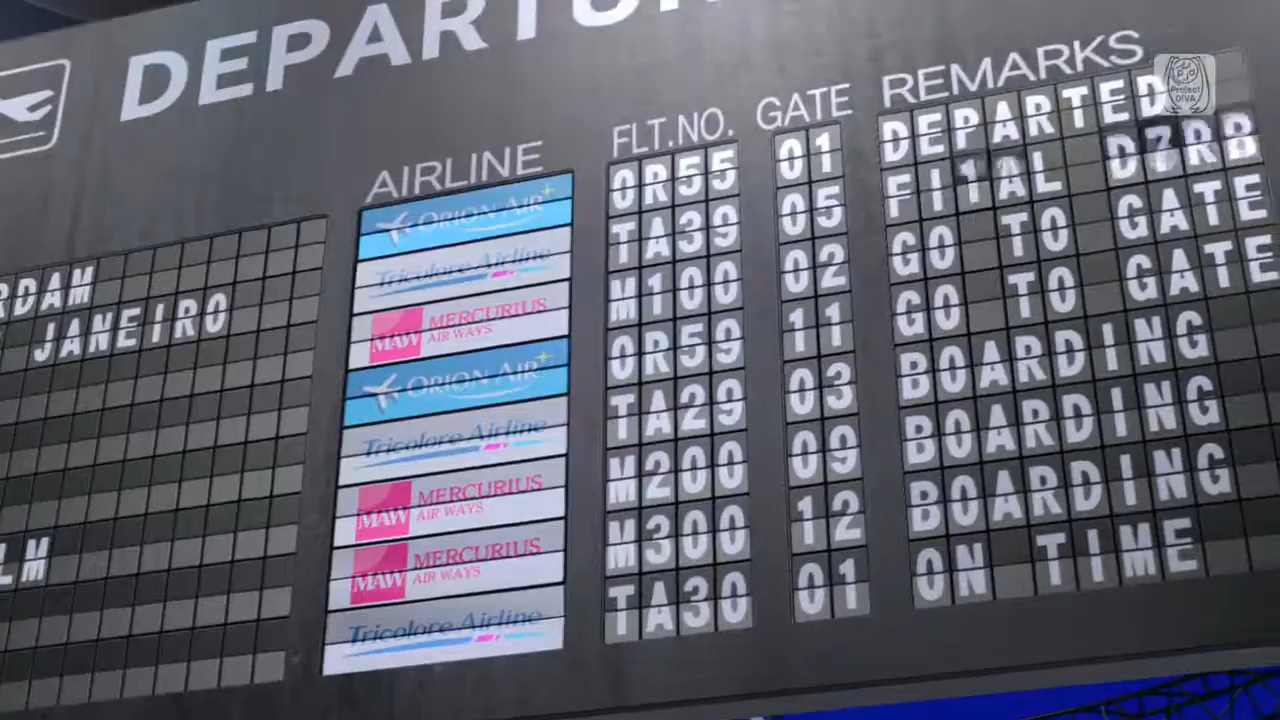 DEPARTU
AIRLINE FLT.NO. GATE REMARKS
ORION AIR OR55 01 DEPARTED
RDAM Tricolore Airline TA39 05
JANEIRO MAW MERCURIUS AIR WAYS M100 02 GO TO GATE
ORION AIR OR59 11 GO TO GATE
Tricolore Airline TA29 03 BOARDING
MAW MERCURIUS AIR WAYS M200 09 BOARDING
LM MAW MERCURIUS AIR WAYS M300 12 BOARDING
Tricolore Airline TA30 01 ON TIME
Project DIVA